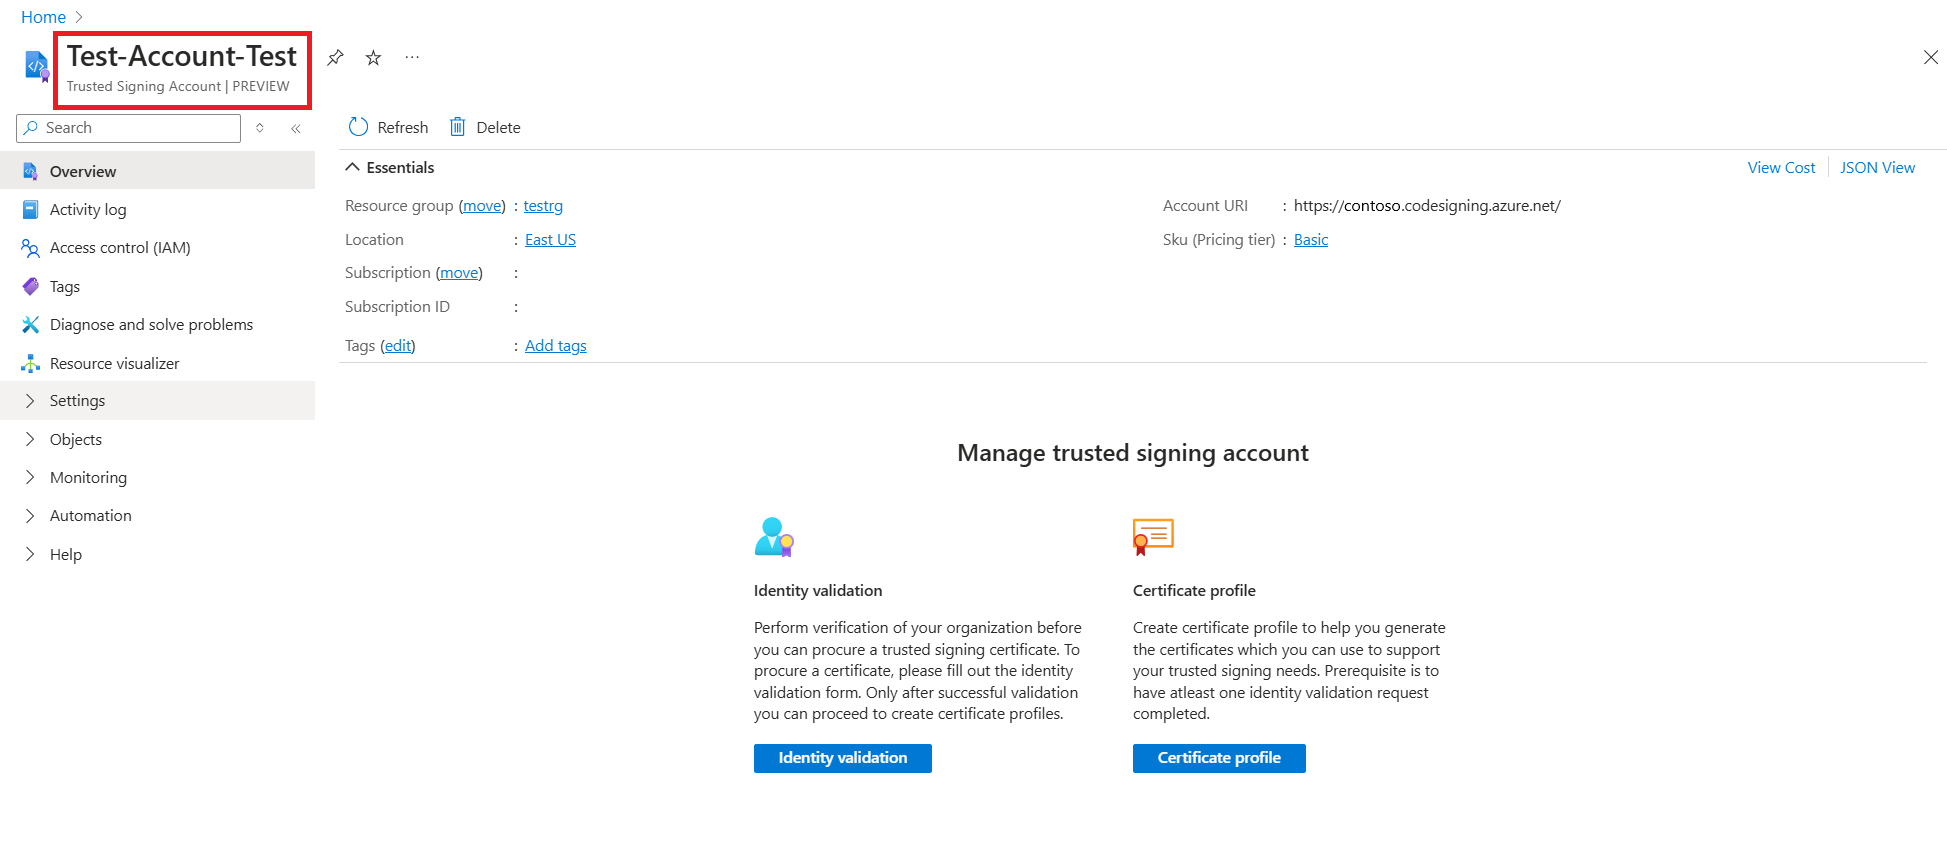 Home
Test-Account-Test
Trusted Signing Account | PREVIEW
Search
Refresh
Delete
Overview
Activity log
Access control (IAM)
Tags
Diagnose and solve problems
Resource visualizer
Settings
Objects
Monitoring
Automation
Help
Essentials
View Cost
JSON View
Resource group (move) : testrg
Location : East US
Subscription (move) :
Subscription ID :
Tags (edit) : Add tags
Account URI : https://contoso.codesigning.azure.net/
Sku (Pricing tier) : Basic
Manage trusted signing account
Identity validation
Perform verification of your organization before
you can procure a trusted signing certificate. To
procure a certificate, please fill out the identity
validation form. Only after successful validation
you can proceed to create certificate profiles.
Identity validation
Certificate profile
Create certificate profile to help you generate
the certificates which you can use to support
your trusted signing needs. Prerequisite is to
have atleast one identity validation request
completed.
Certificate profile